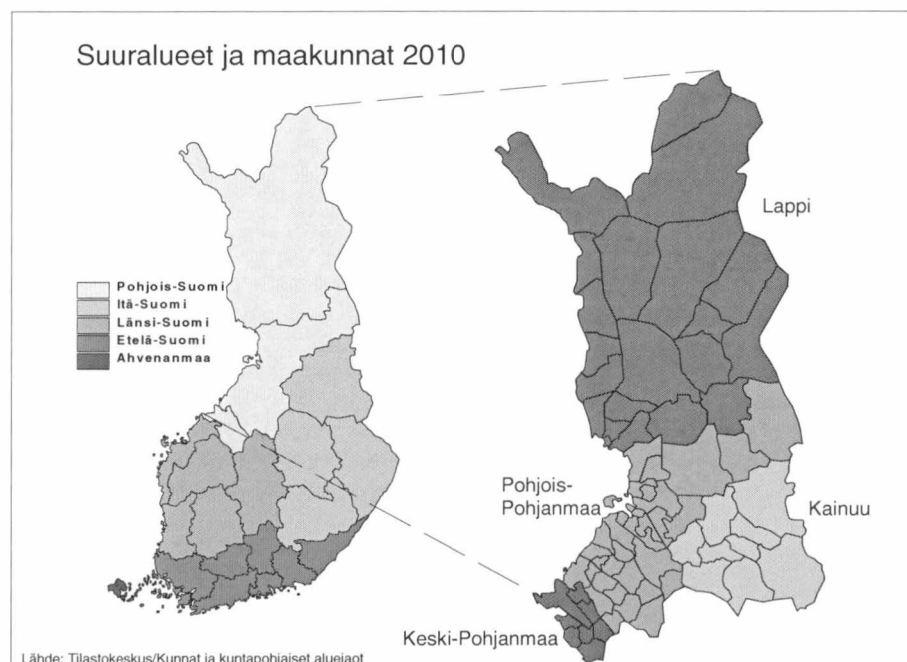 Suuralueet ja maakunnat 2010
Pohjois-Suomi
Itä-Suomi
Länsi-Suomi
Etelä-Suomi
Ahvenanmaa
Lappi
Pohjois-
Pohjanmaa
Kainuu
Keski-Pohjanmaa
Lähde: Tilastokeskus/Kunnat ja kuntapohjaiset aluejaot